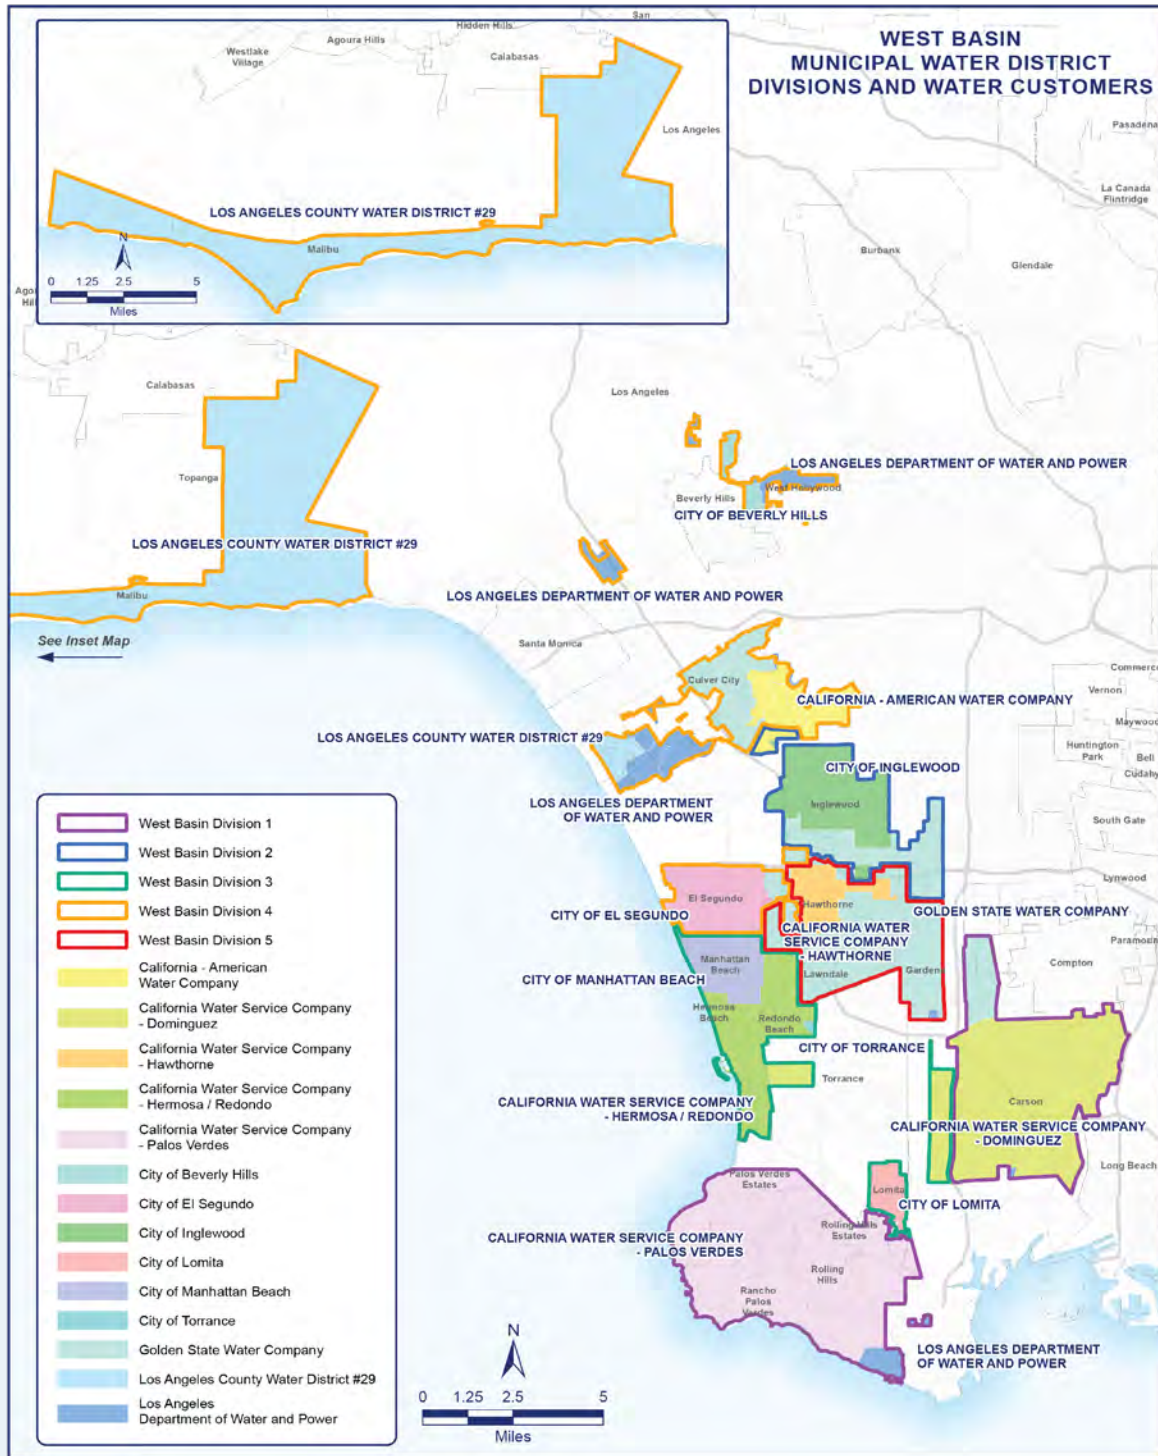 WEST BASIN
MUNICIPAL WATER DISTRICT
DIVISIONS AND WATER CUSTOMERS
San
Hidden Hills
Agoura Hills
Westlake
Village
Calabasas
Los Angeles
LOS ANGELES COUNTY WATER DISTRICT #29
Malibu
N
0 1.25 2.5 5
Miles
Pasadena
La Canada
Flintridge
Burbank
Glendale
Calabasas
Topanga
LOS ANGELES COUNTY WATER DISTRICT #29
Malibu
See Inset Map
Los Angeles
LOS ANGELES DEPARTMENT OF WATER AND POWER
West Hollywood
Beverly Hills
CITY OF BEVERLY HILLS
LOS ANGELES DEPARTMENT OF WATER AND POWER
Santa Monica
Culver City
CALIFORNIA - AMERICAN WATER COMPANY
LOS ANGELES COUNTY WATER DISTRICT #29
LOS ANGELES DEPARTMENT
OF WATER AND POWER
CITY OF INGLEWOOD
Inglewood
Commerce
Vernon
Maywood
Huntington
Park
Bell
Cudahy
South Gate
Lynwood
El Segundo
CITY OF EL SEGUNDO
Hawthorne
GOLDEN STATE WATER COMPANY
CALIFORNIA WATER
SERVICE COMPANY
- HAWTHORNE
Lawndale
Garden
Compton
Manhattan
Beach
CITY OF MANHATTAN BEACH
Hermosa
Beach
Redondo
Beach
CITY OF TORRANCE
Torrance
CALIFORNIA WATER SERVICE COMPANY
- HERMOSA / REDONDO
Carson
CALIFORNIA WATER SERVICE COMPANY
- DOMINGUEZ
Long Beach
Palos Verdes
Estates
Lomita
CITY OF LOMITA
Rolling Hills
Estates
CALIFORNIA WATER SERVICE COMPANY
- PALOS VERDES
Rolling
Hills
Rancho
Palos
Verdes
LOS ANGELES DEPARTMENT
OF WATER AND POWER
N
0 1.25 2.5 5
Miles
West Basin Division 1
West Basin Division 2
West Basin Division 3
West Basin Division 4
West Basin Division 5
California - American
Water Company
California Water Service Company
- Dominguez
California Water Service Company
- Hawthorne
California Water Service Company
- Hermosa / Redondo
California Water Service Company
- Palos Verdes
City of Beverly Hills
City of El Segundo
City of Inglewood
City of Lomita
City of Manhattan Beach
City of Torrance
Golden State Water Company
Los Angeles County Water District #29
Los Angeles
Department of Water and Power